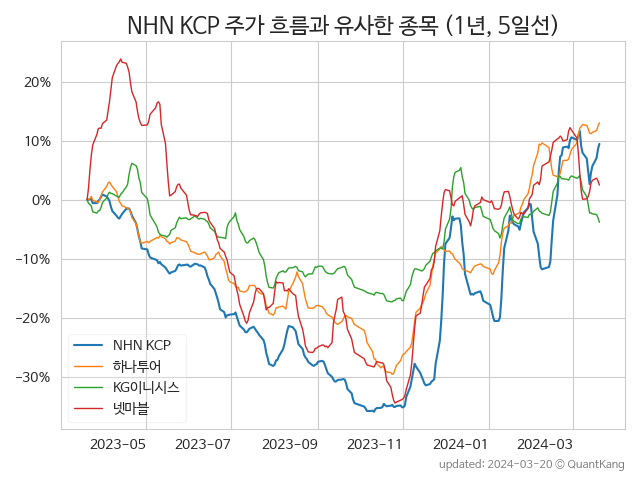 NHN KCP 주가 흐름과 유사한 종목 (1년, 5일선)
20%
10%
0%
−10%
−20%
−30%
NHN KCP
하나투어
KG이니시스
넷마블
2023-05
2023-07
2023-09
2023-11
2024-01
2024-03
updated: 2024-03-20 © QuantKang